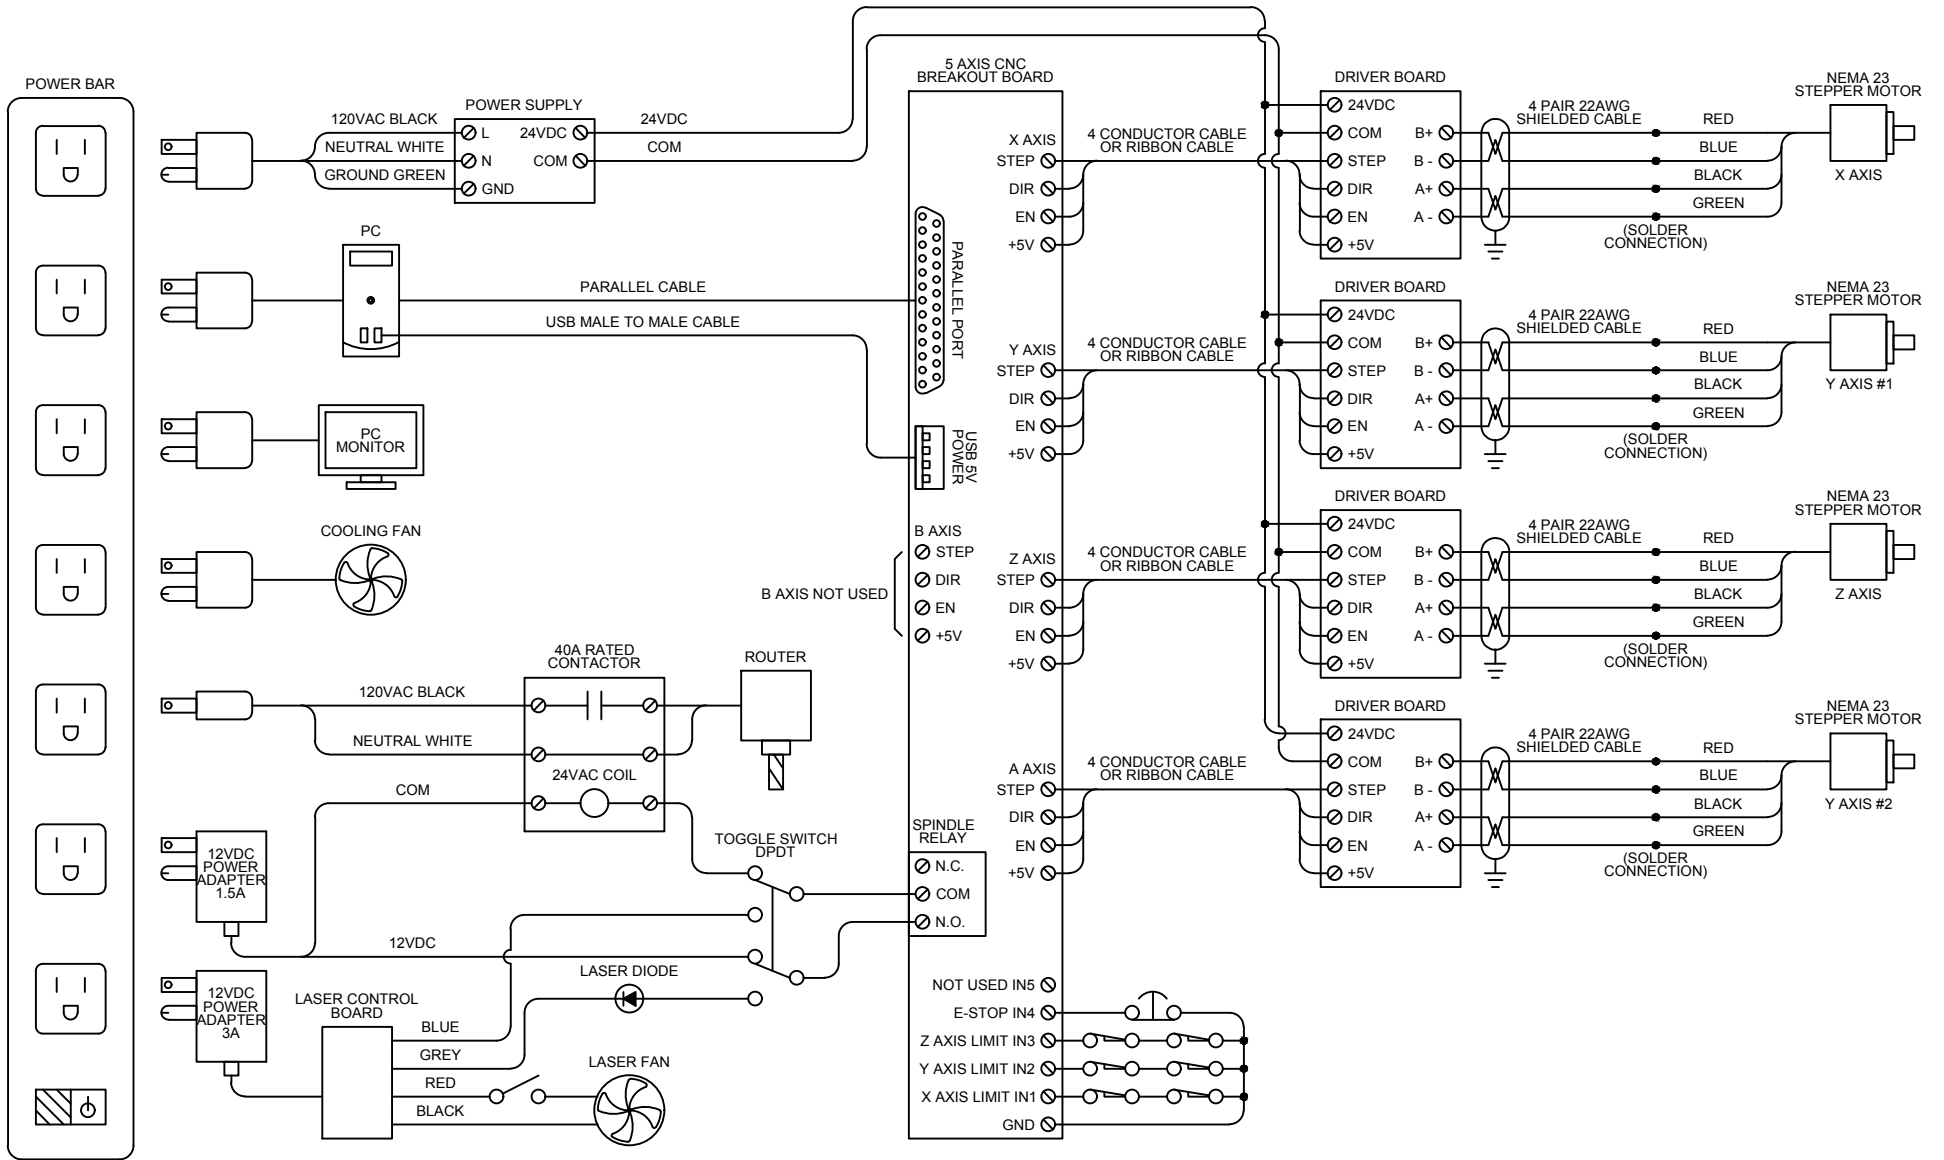 POWER BAR
120VAC BLACK
NEUTRAL WHITE
GROUND GREEN
POWER SUPPLY
L
N
GND
24VDC
COM
24VDC
COM
PC
PARALLEL CABLE
USB MALE TO MALE CABLE
PC
MONITOR
COOLING FAN
120VAC BLACK
NEUTRAL WHITE
COM
40A RATED
CONTACTOR
24VAC COIL
ROUTER
12VDC
POWER
ADAPTER
1.5A
12VDC
TOGGLE SWITCH
DPDT
12VDC
POWER
ADAPTER
3A
LASER CONTROL
BOARD
BLUE
GREY
RED
BLACK
LASER DIODE
LASER FAN
5 AXIS CNC
BREAKOUT BOARD
PARALLEL PORT
USB 5V
POWER
B AXIS
STEP
DIR
EN
+5V
B AXIS NOT USED
SPINDLE
RELAY
N.C.
COM
N.O.
X AXIS
STEP
DIR
EN
+5V
Y AXIS
STEP
DIR
EN
+5V
Z AXIS
STEP
DIR
EN
+5V
A AXIS
STEP
DIR
EN
+5V
NOT USED IN5
E-STOP IN4
Z AXIS LIMIT IN3
Y AXIS LIMIT IN2
X AXIS LIMIT IN1
GND
4 CONDUCTOR CABLE
OR RIBBON CABLE
DRIVER BOARD
24VDC
COM
STEP
DIR
EN
+5V
B+
B -
A+
A -
4 PAIR 22AWG
SHIELDED CABLE
RED
BLUE
BLACK
GREEN
(SOLDER
CONNECTION)
NEMA 23
STEPPER MOTOR
X AXIS
4 CONDUCTOR CABLE
OR RIBBON CABLE
DRIVER BOARD
24VDC
COM
STEP
DIR
EN
+5V
B+
B -
A+
A -
4 PAIR 22AWG
SHIELDED CABLE
RED
BLUE
BLACK
GREEN
(SOLDER
CONNECTION)
NEMA 23
STEPPER MOTOR
Y AXIS #1
4 CONDUCTOR CABLE
OR RIBBON CABLE
DRIVER BOARD
24VDC
COM
STEP
DIR
EN
+5V
B+
B -
A+
A -
4 PAIR 22AWG
SHIELDED CABLE
RED
BLUE
BLACK
GREEN
(SOLDER
CONNECTION)
NEMA 23
STEPPER MOTOR
Z AXIS
4 CONDUCTOR CABLE
OR RIBBON CABLE
DRIVER BOARD
24VDC
COM
STEP
DIR
EN
+5V
B+
B -
A+
A -
4 PAIR 22AWG
SHIELDED CABLE
RED
BLUE
BLACK
GREEN
(SOLDER
CONNECTION)
NEMA 23
STEPPER MOTOR
Y AXIS #2